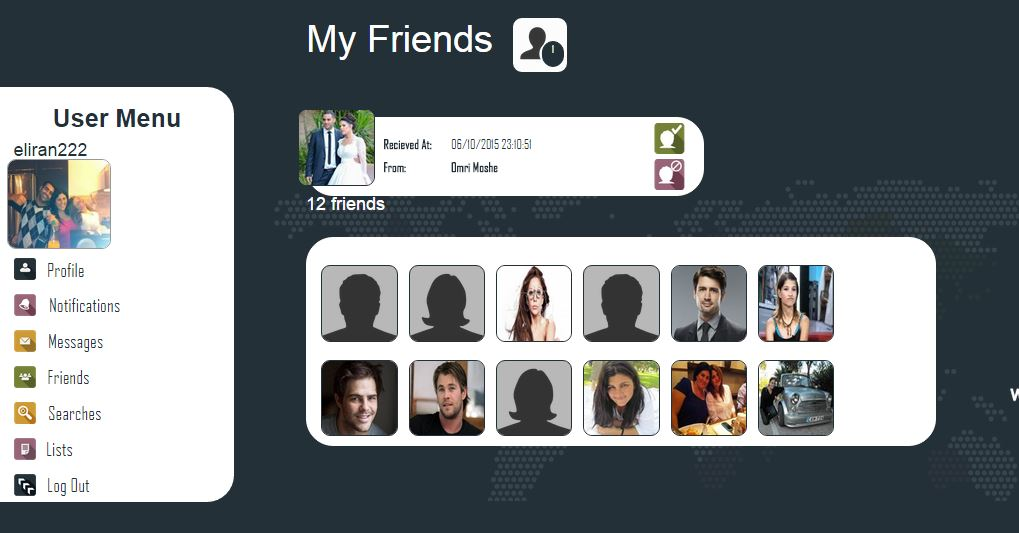 My Friends
User Menu
eliran222
Recieved At: 06/10/2015 23:10:51
From: Omri Moshe
12 friends
Profile
Notifications
Messages
Friends
Searches
Lists
Log Out